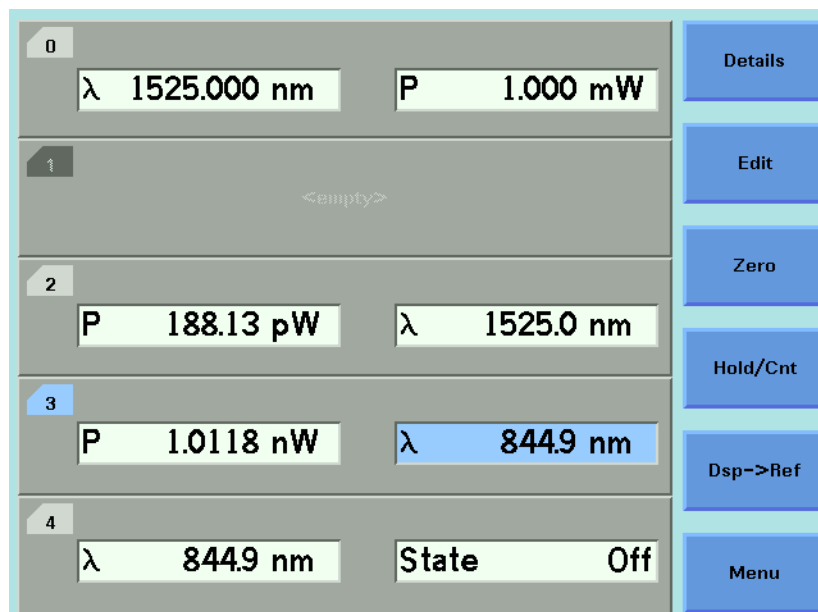 0
λ 1525.000 nm P 1.000 mW
1
<empty>
2
P 188.13 pW λ 1525.0 nm
3
P 1.0118 nW λ 844.9 nm
4
λ 844.9 nm State Off
Details
Edit
Zero
Hold/Cnt
Dsp->Ref
Menu